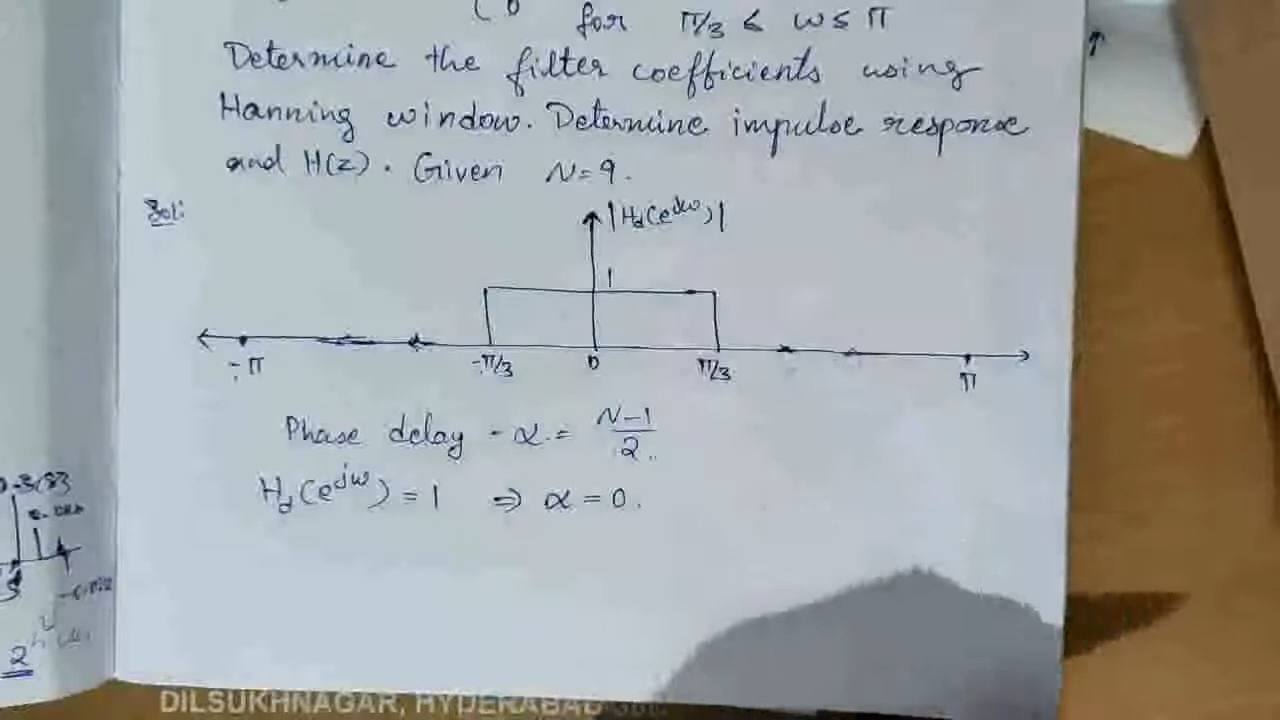 for π/3 ≤ ω ≤ π
Determine the filter coefficients using
Hanning window. Determine impulse response
and H(z). Given N=9.
Sol:
|Hd(e^jω)|
1
-π -π/3 0 π/3 π
Phase delay - α = N-1/2
Hd(e^jω) = 1 ⇒ α = 0.
2
DILSUKHNAGAR, HYDERABAD